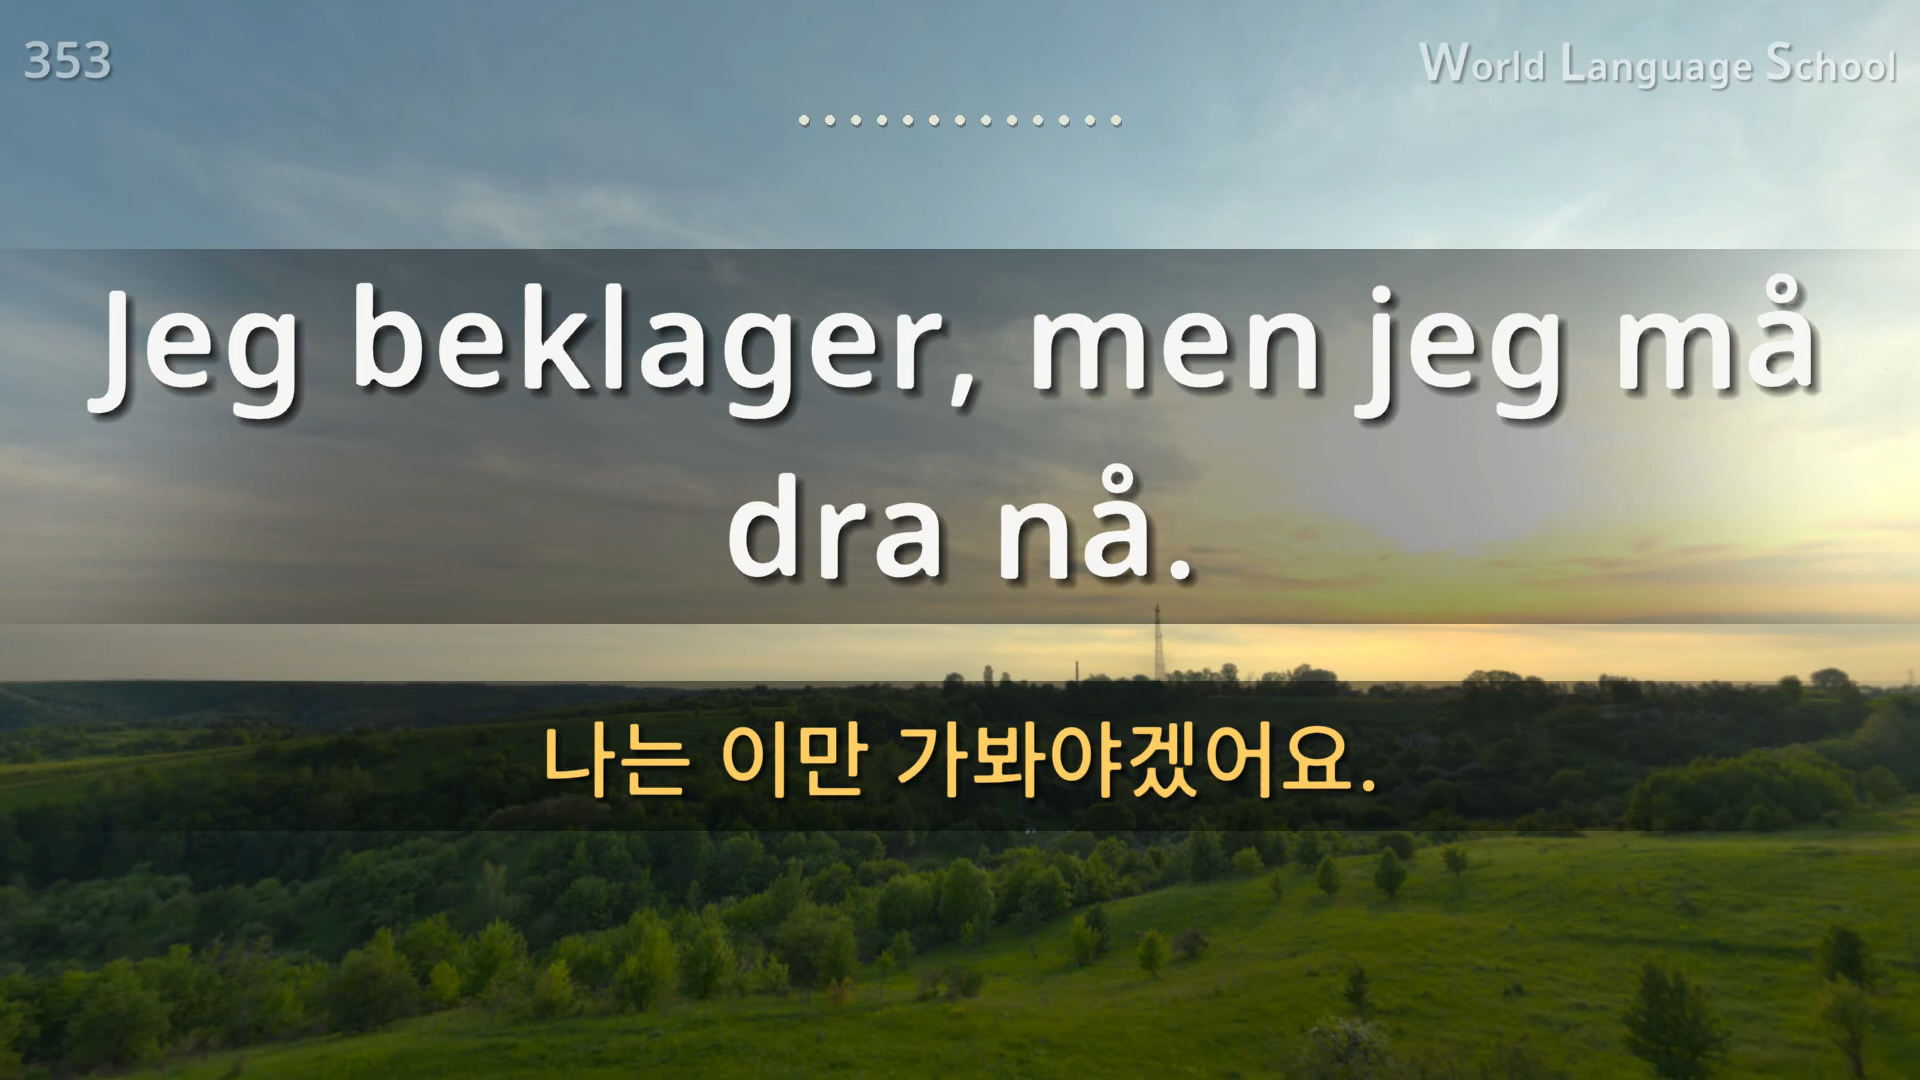 353
World Language School
Jeg beklager, men jeg må
dra nå.
나는 이만 가봐야겠어요.